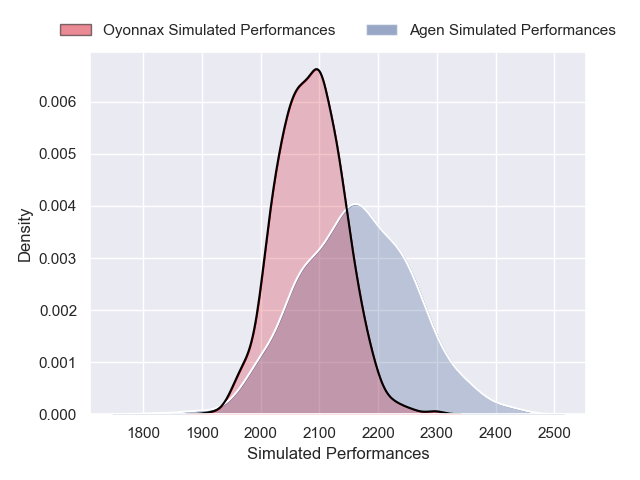 Oyonnax Simulated Performances Agen Simulated Performances
0.006
0.005
0.004
0.003
0.002
0.001
0.000
Density
1800 1900 2000 2100 2200 2300 2400 2500
Simulated Performances